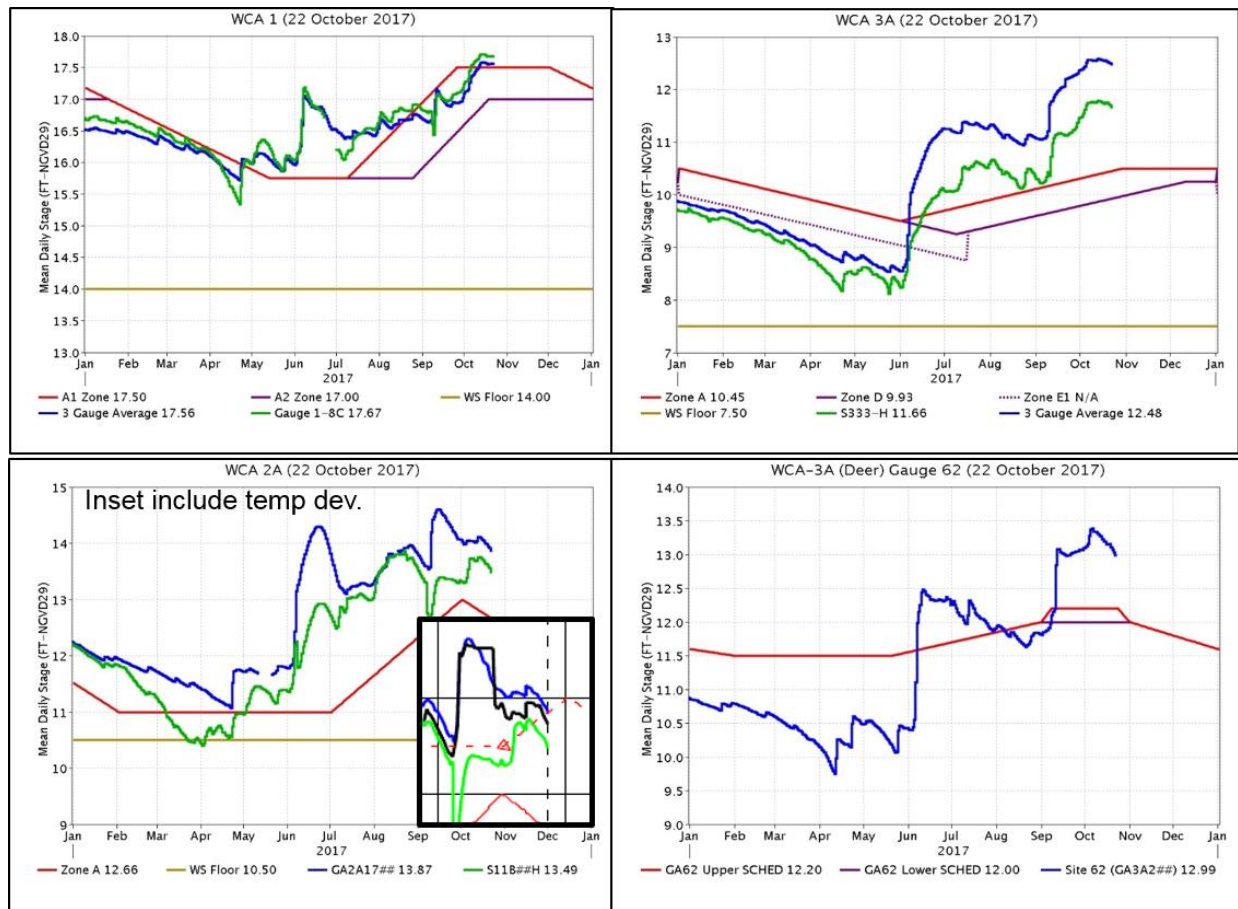 WCA 1 (22 October 2017)
Mean Daily Stage (FT-NGVD29)
18.0
17.5
17.0
16.5
16.0
15.5
15.0
14.5
14.0
13.5
13.0
Jan Feb Mar Apr May Jun Jul Aug Sep Oct Nov Dec Jan
2017
A1 Zone 17.50 A2 Zone 17.00 WS Floor 14.00
3 Gauge Average 17.56 Gauge 1-8C 17.67
WCA 3A (22 October 2017)
Mean Daily Stage (FT-NGVD29)
13
12
11
10
9
8
7
Jan Feb Mar Apr May Jun Jul Aug Sep Oct Nov Dec Jan
2017
Zone A 10.45 Zone D 9.93 Zone E1 N/A
WS Floor 7.50 S333-H 11.66 3 Gauge Average 12.48
WCA 2A (22 October 2017)
Inset include temp dev.
Mean Daily Stage (FT-NGVD29)
15
14
13
12
11
10
9
Jan Feb Mar Apr May Jun Jul Aug Sep Oct Nov Dec Jan
2017
Zone A 12.66 WS Floor 10.50 GA2A17## 13.87 S11B##H 13.49
WCA-3A (Deer) Gauge 62 (22 October 2017)
Mean Daily Stage (FT-NGVD29)
14.0
13.5
13.0
12.5
12.0
11.5
11.0
10.5
10.0
9.5
9.0
Jan Feb Mar Apr May Jun Jul Aug Sep Oct Nov Dec Jan
2017
GA62 Upper SCHED 12.20 GA62 Lower SCHED 12.00 Site 62 (GA3A2##) 12.99